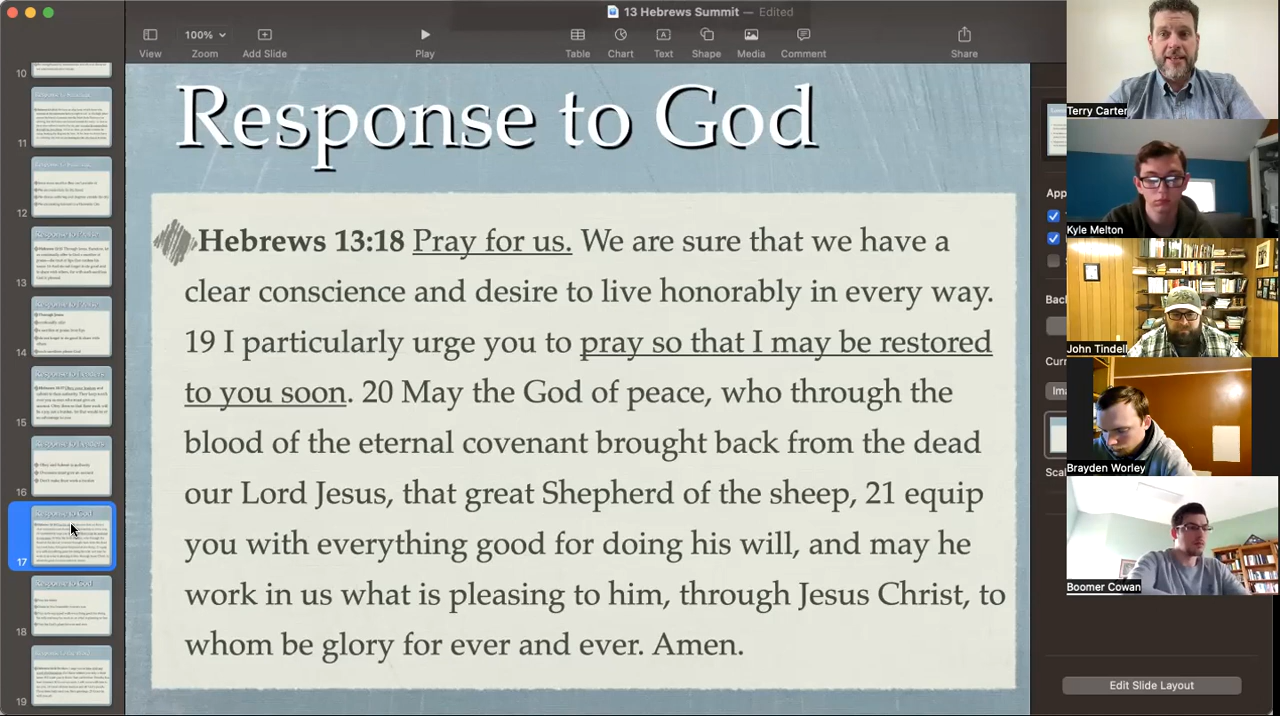 13 Hebrews Summit — Edited
100%
View
Zoom
Add Slide
Play
Table
Chart
Text
Media
Shape
Comment
Share
10
11
12
13
14
15
16
17
18
19
Response to God
Hebrews 13:18 Pray for us. We are sure that we have a
clear conscience and desire to live honorably in every way.
19 I particularly urge you to pray so that I may be restored
to you soon. 20 May the God of peace, who through the
blood of the eternal covenant brought back from the dead
our Lord Jesus, that great Shepherd of the sheep, 21 equip
you with everything good for doing his will, and may he
work in us what is pleasing to him, through Jesus Christ, to
whom be glory for ever and ever. Amen.
Terry Carter
Kyle Melton
John Tindell
Brayden Worley
Boomer Cowan
App
Back
Curr
Ima
Scal
Edit Slide Layout